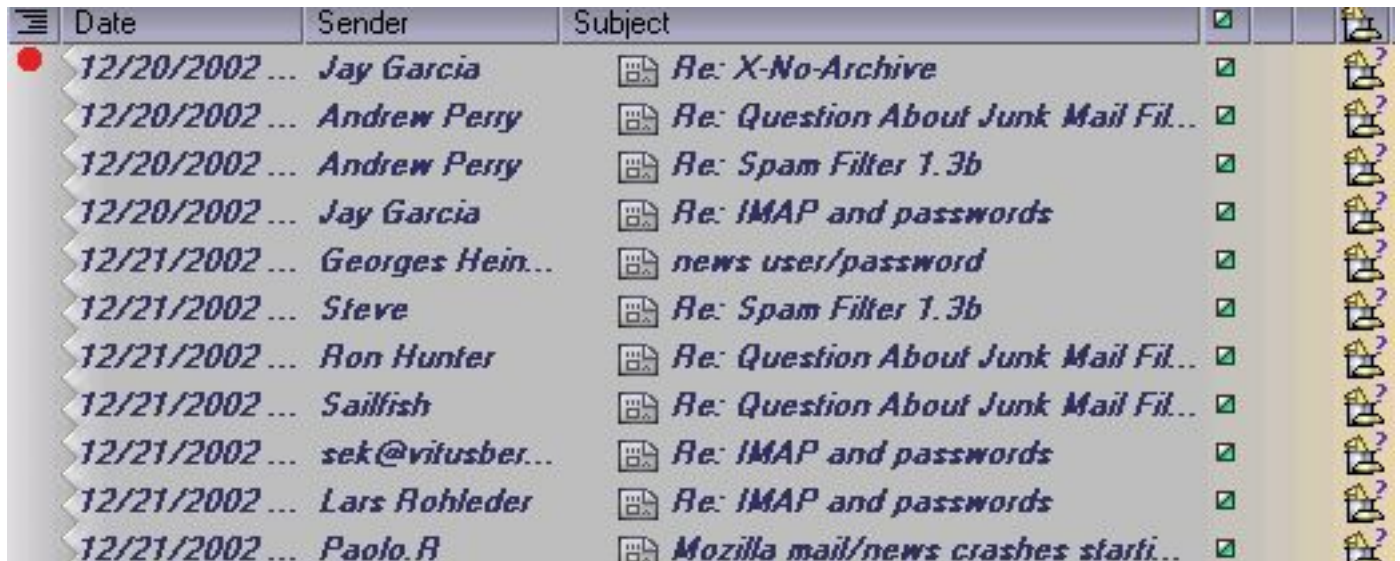 Date Sender Subject
12/20/2002 ... Jay Garcia Re: X-No-Archive
12/20/2002 ... Andrew Perry Re: Question About Junk Mail Fil...
12/20/2002 ... Andrew Perry Re: Spam Filter 1.3b
12/20/2002 ... Jay Garcia Re: IMAP and passwords
12/21/2002 ... Georges Hein... news user/password
12/21/2002 ... Steve Re: Spam Filter 1.3b
12/21/2002 ... Ron Hunter Re: Question About Junk Mail Fil...
12/21/2002 ... Sailfish Re: Question About Junk Mail Fil...
12/21/2002 ... sek@vitusber... Re: IMAP and passwords
12/21/2002 ... Lars Rohleder Re: IMAP and passwords
12/21/2002 ... Paolo.R Mozilla mail/news crashes starti...